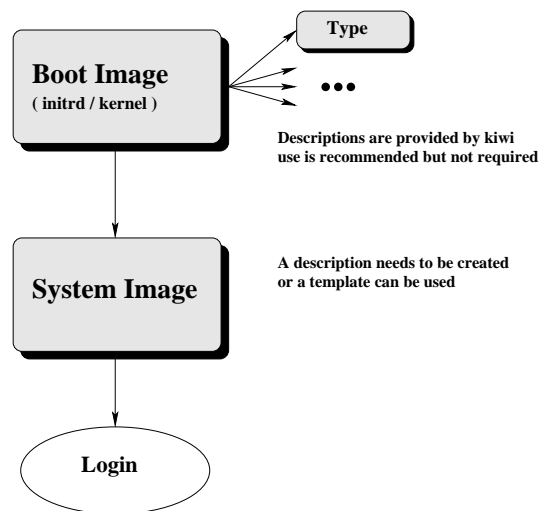 Type
Boot Image
( initrd / kernel )
Descriptions are provided by kiwi
use is recommended but not required
System Image
A description needs to be created
or a template can be used
Login